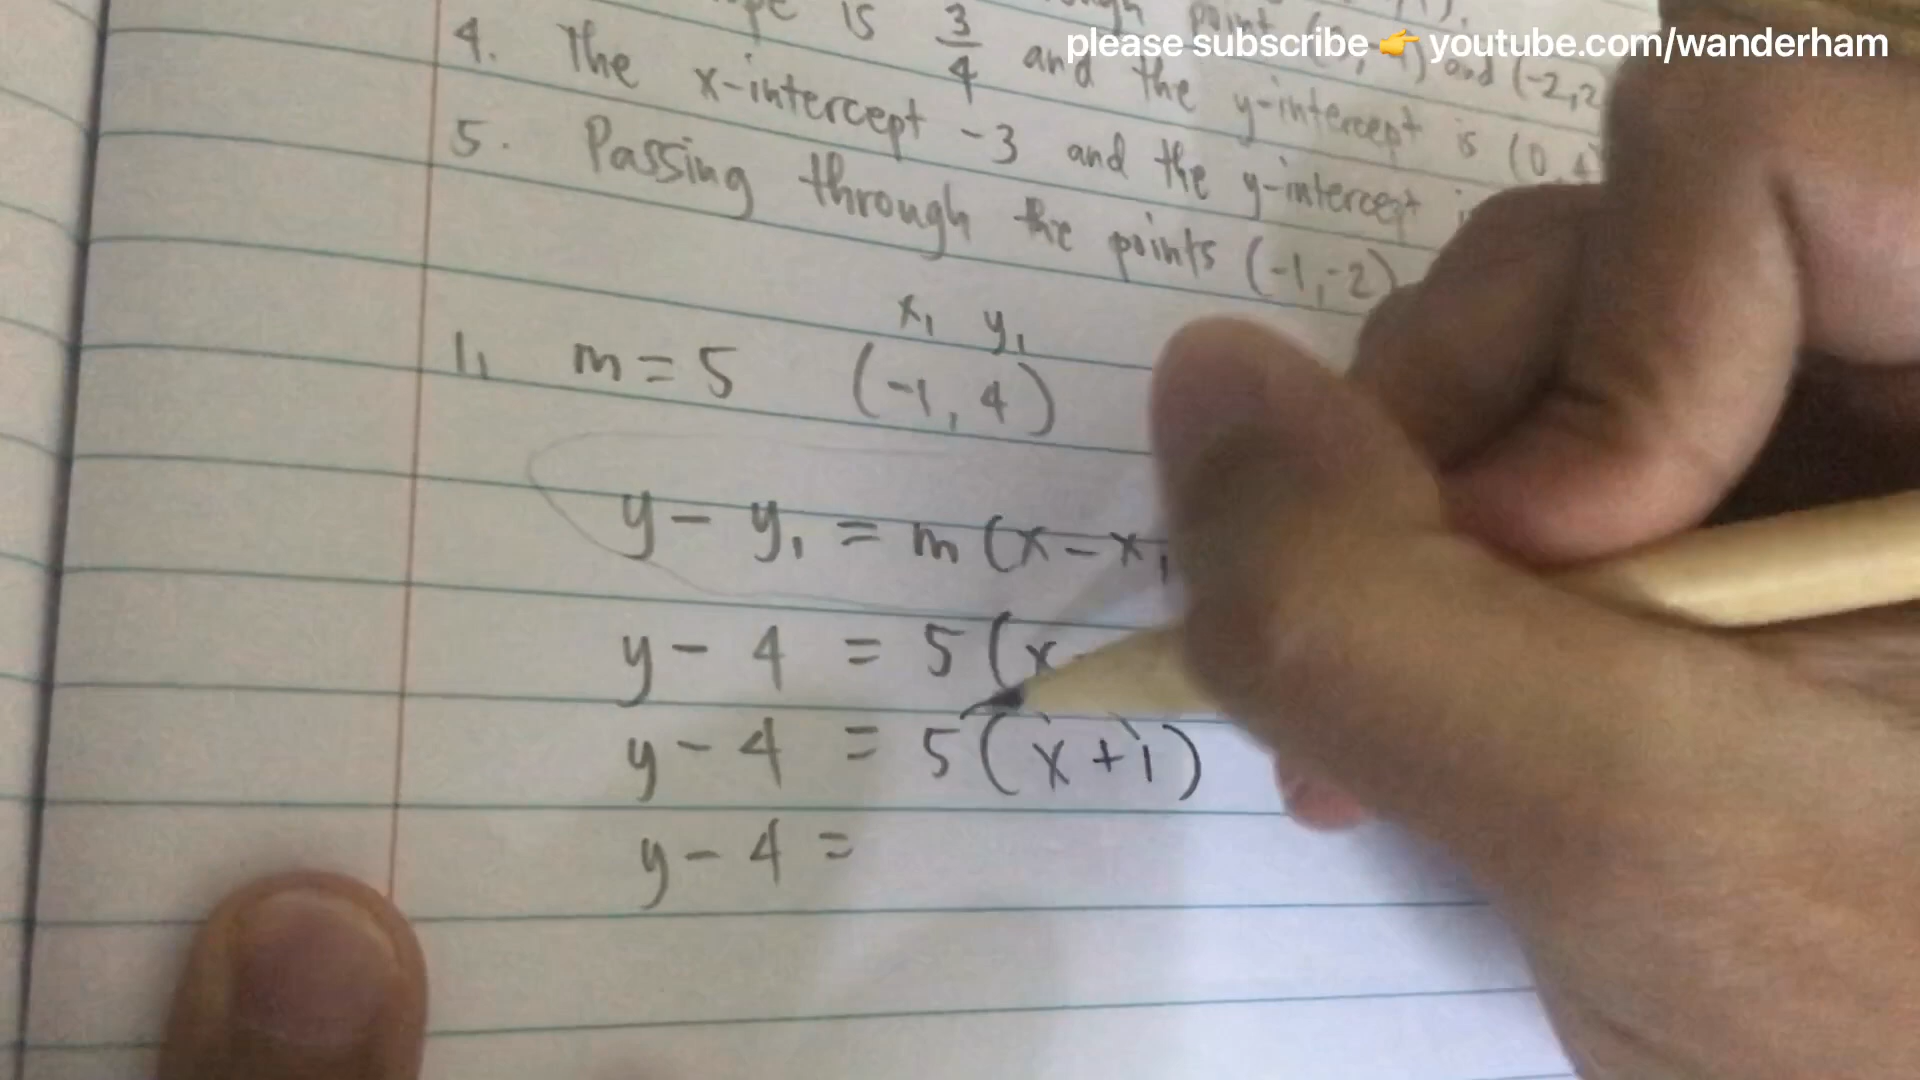 please subscribe 👉 youtube.com/wanderham
is 3/4 and the y-intercept is (0, 4)
4. The x-intercept -3 and the y-intercept
5. Passing through the points (-1,-2)
x₁ y₁
1. m = 5 (-1, 4)
y - y₁ = m (x - x₁
y - 4 = 5 (x -
y - 4 = 5 (x + 1)
y - 4 =